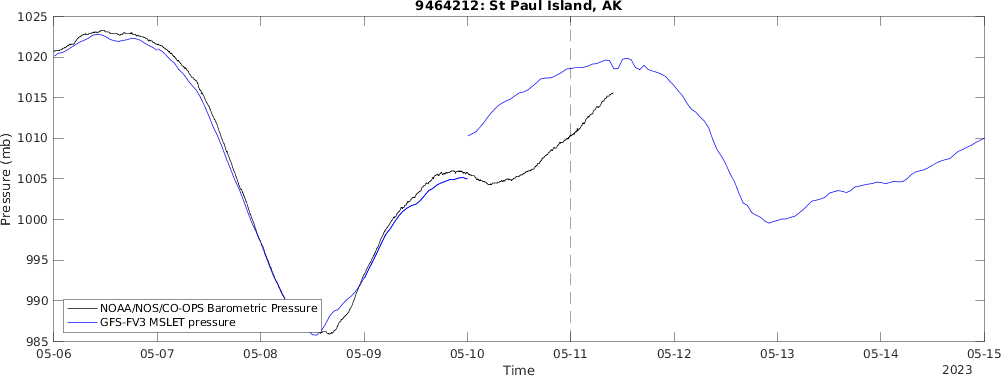 9464212: St Paul Island, AK
1025
1020
1015
1010
1005
1000
995
990
985
Pressure (mb)
NOAA/NOS/CO-OPS Barometric Pressure
GFS-FV3 MSLET pressure
05-06 05-07 05-08 05-09 05-10 05-11 05-12 05-13 05-14 05-15
Time
2023